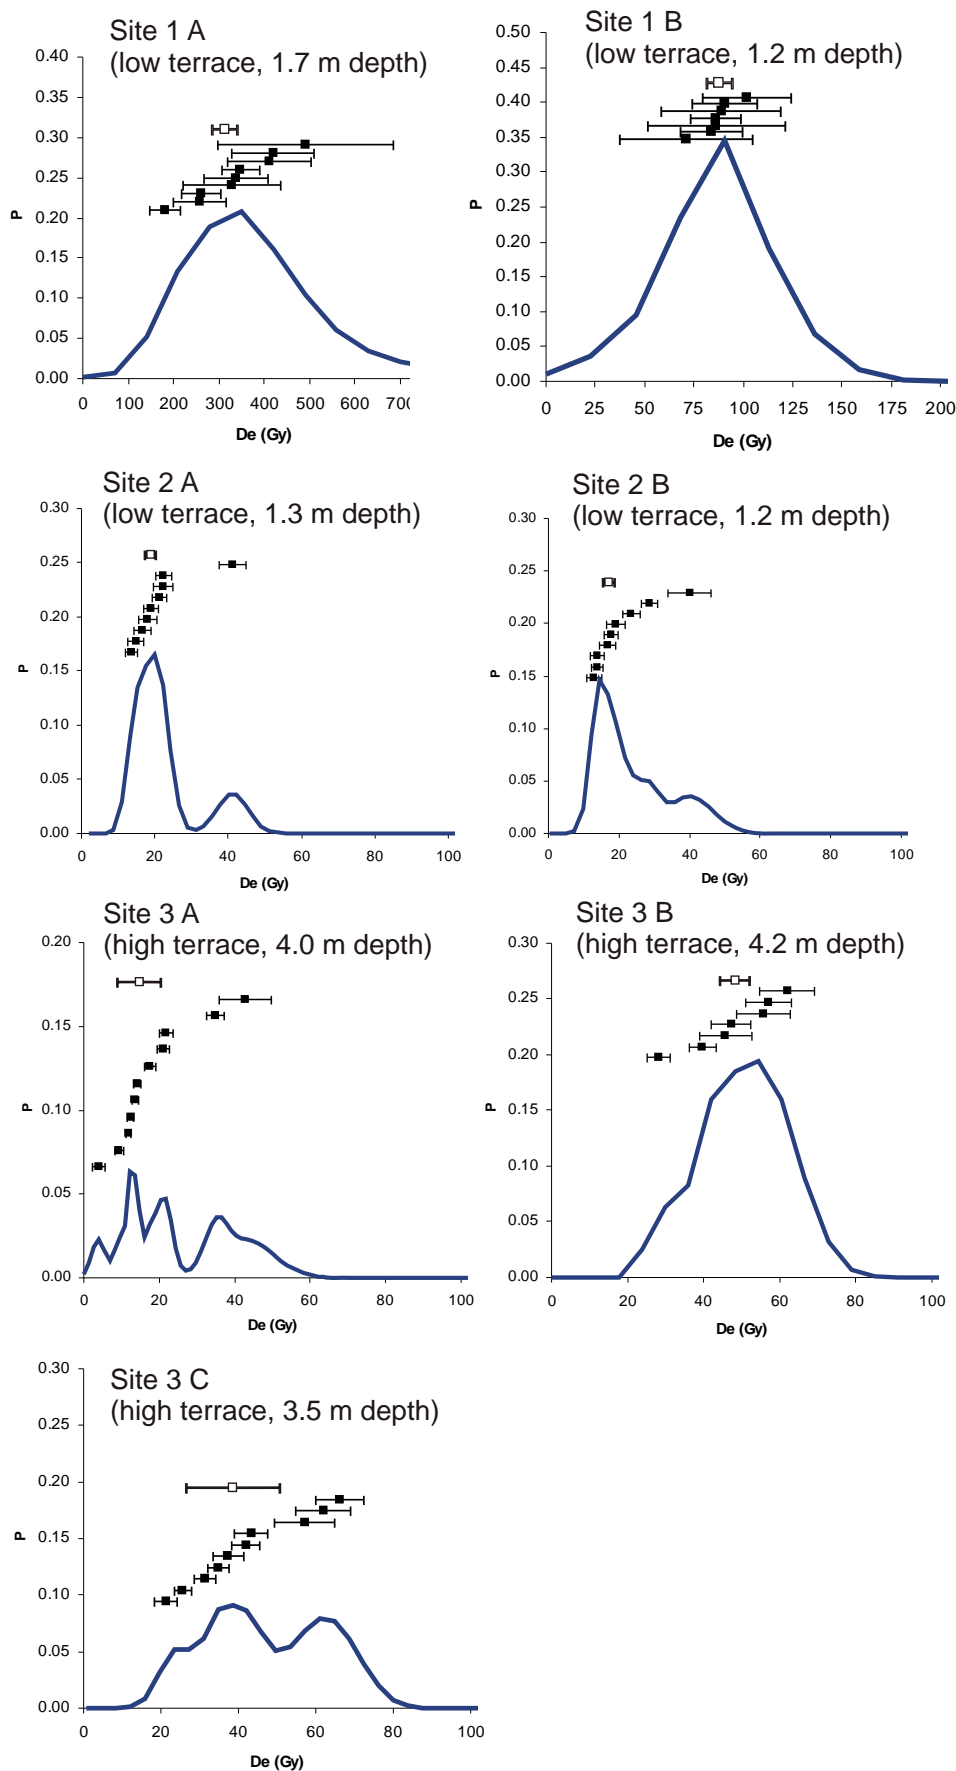 Site 1 A
(low terrace, 1.7 m depth)
0.40
0.35
0.30
0.25
0.20
0.15
0.10
0.05
0.00
P
0 100 200 300 400 500 600 700
De (Gy)
Site 1 B
(low terrace, 1.2 m depth)
0.50
0.45
0.40
0.35
0.30
0.25
0.20
0.15
0.10
0.05
0.00
P
0 25 50 75 100 125 150 175 200
De (Gy)
Site 2 A
(low terrace, 1.3 m depth)
0.30
0.25
0.20
0.15
0.10
0.05
0.00
P
0 20 40 60 80 100
De (Gy)
Site 2 B
(low terrace, 1.2 m depth)
0.30
0.25
0.20
0.15
0.10
0.05
0.00
P
0 20 40 60 80 100
De (Gy)
Site 3 A
(high terrace, 4.0 m depth)
0.20
0.15
0.10
0.05
0.00
P
0 20 40 60 80 100
De (Gy)
Site 3 B
(high terrace, 4.2 m depth)
0.30
0.25
0.20
0.15
0.10
0.05
0.00
P
0 20 40 60 80 100
De (Gy)
Site 3 C
(high terrace, 3.5 m depth)
0.30
0.25
0.20
0.15
0.10
0.05
0.00
P
0 20 40 60 80 100
De (Gy)